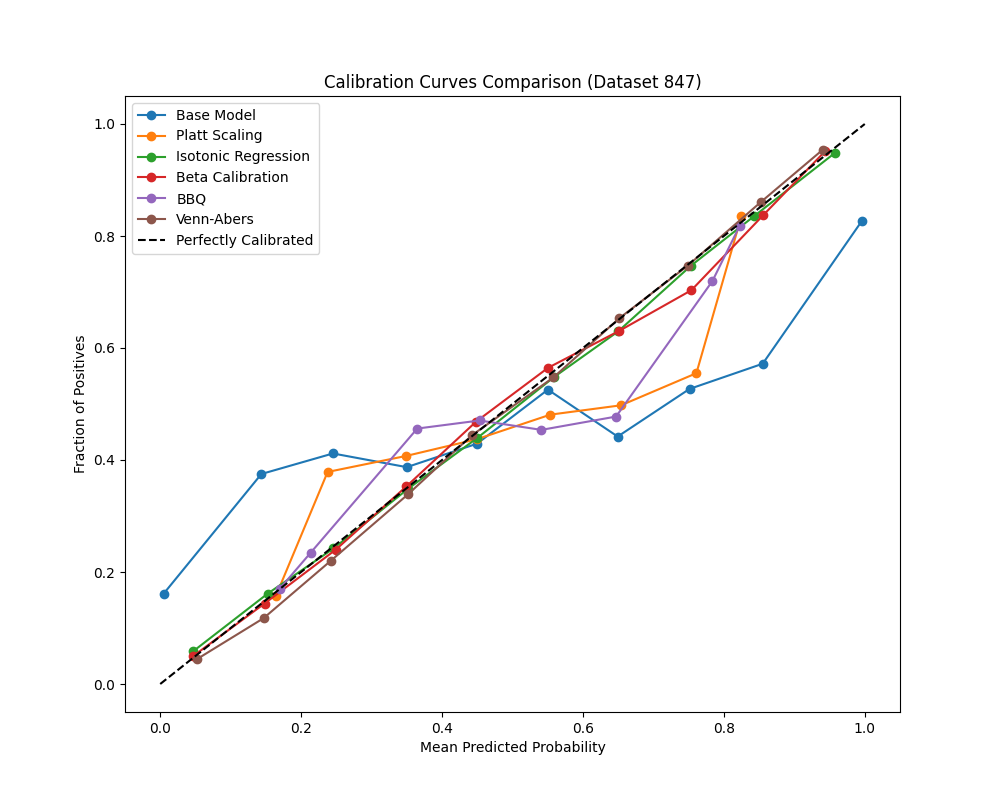 Calibration Curves Comparison (Dataset 847)
Base Model
Platt Scaling
Isotonic Regression
Beta Calibration
BBQ
Venn-Abers
Perfectly Calibrated
Fraction of Positives
1.0
0.8
0.6
0.4
0.2
0.0
0.0 0.2 0.4 0.6 0.8 1.0
Mean Predicted Probability